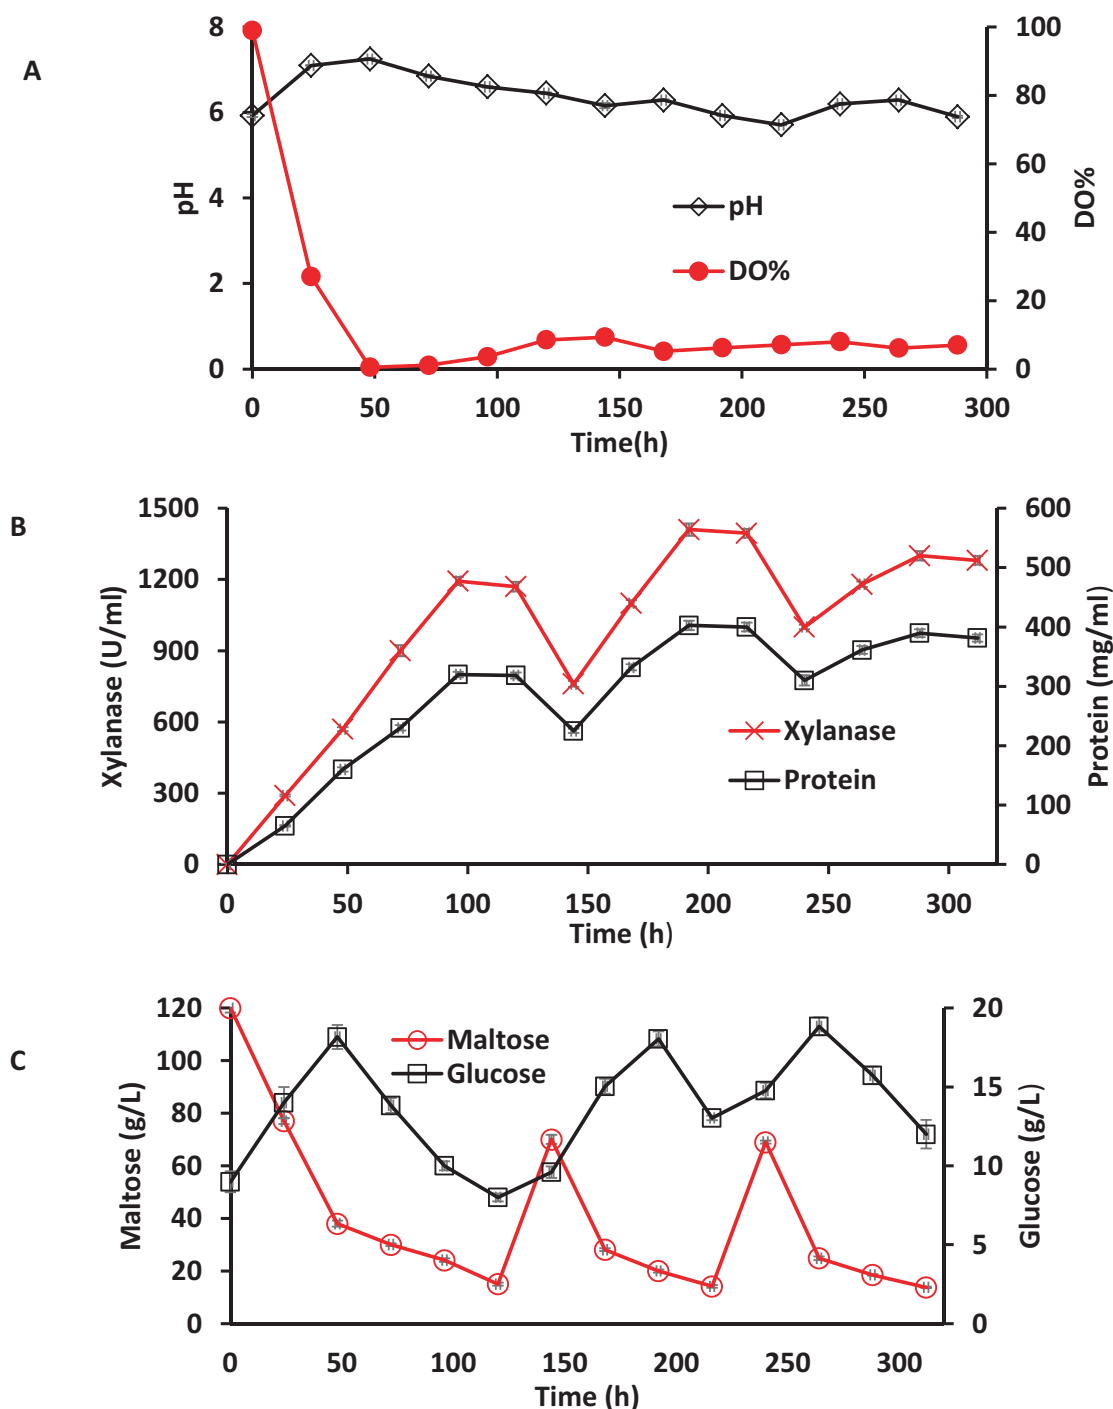 A
8
6
4
2
0
pH
100
80
60
40
20
0
DO%
pH
DO%
0 50 100 150 200 250 300
Time(h)
B
1500
1200
900
600
300
0
Xylanase (U/ml)
600
500
400
300
200
100
0
Protein (mg/ml)
Xylanase
Protein
0 50 100 150 200 250 300
Time (h)
C
120
100
80
60
40
20
0
Maltose (g/L)
20
15
10
5
0
Glucose (g/L)
Maltose
Glucose
0 50 100 150 200 250 300
Time (h)